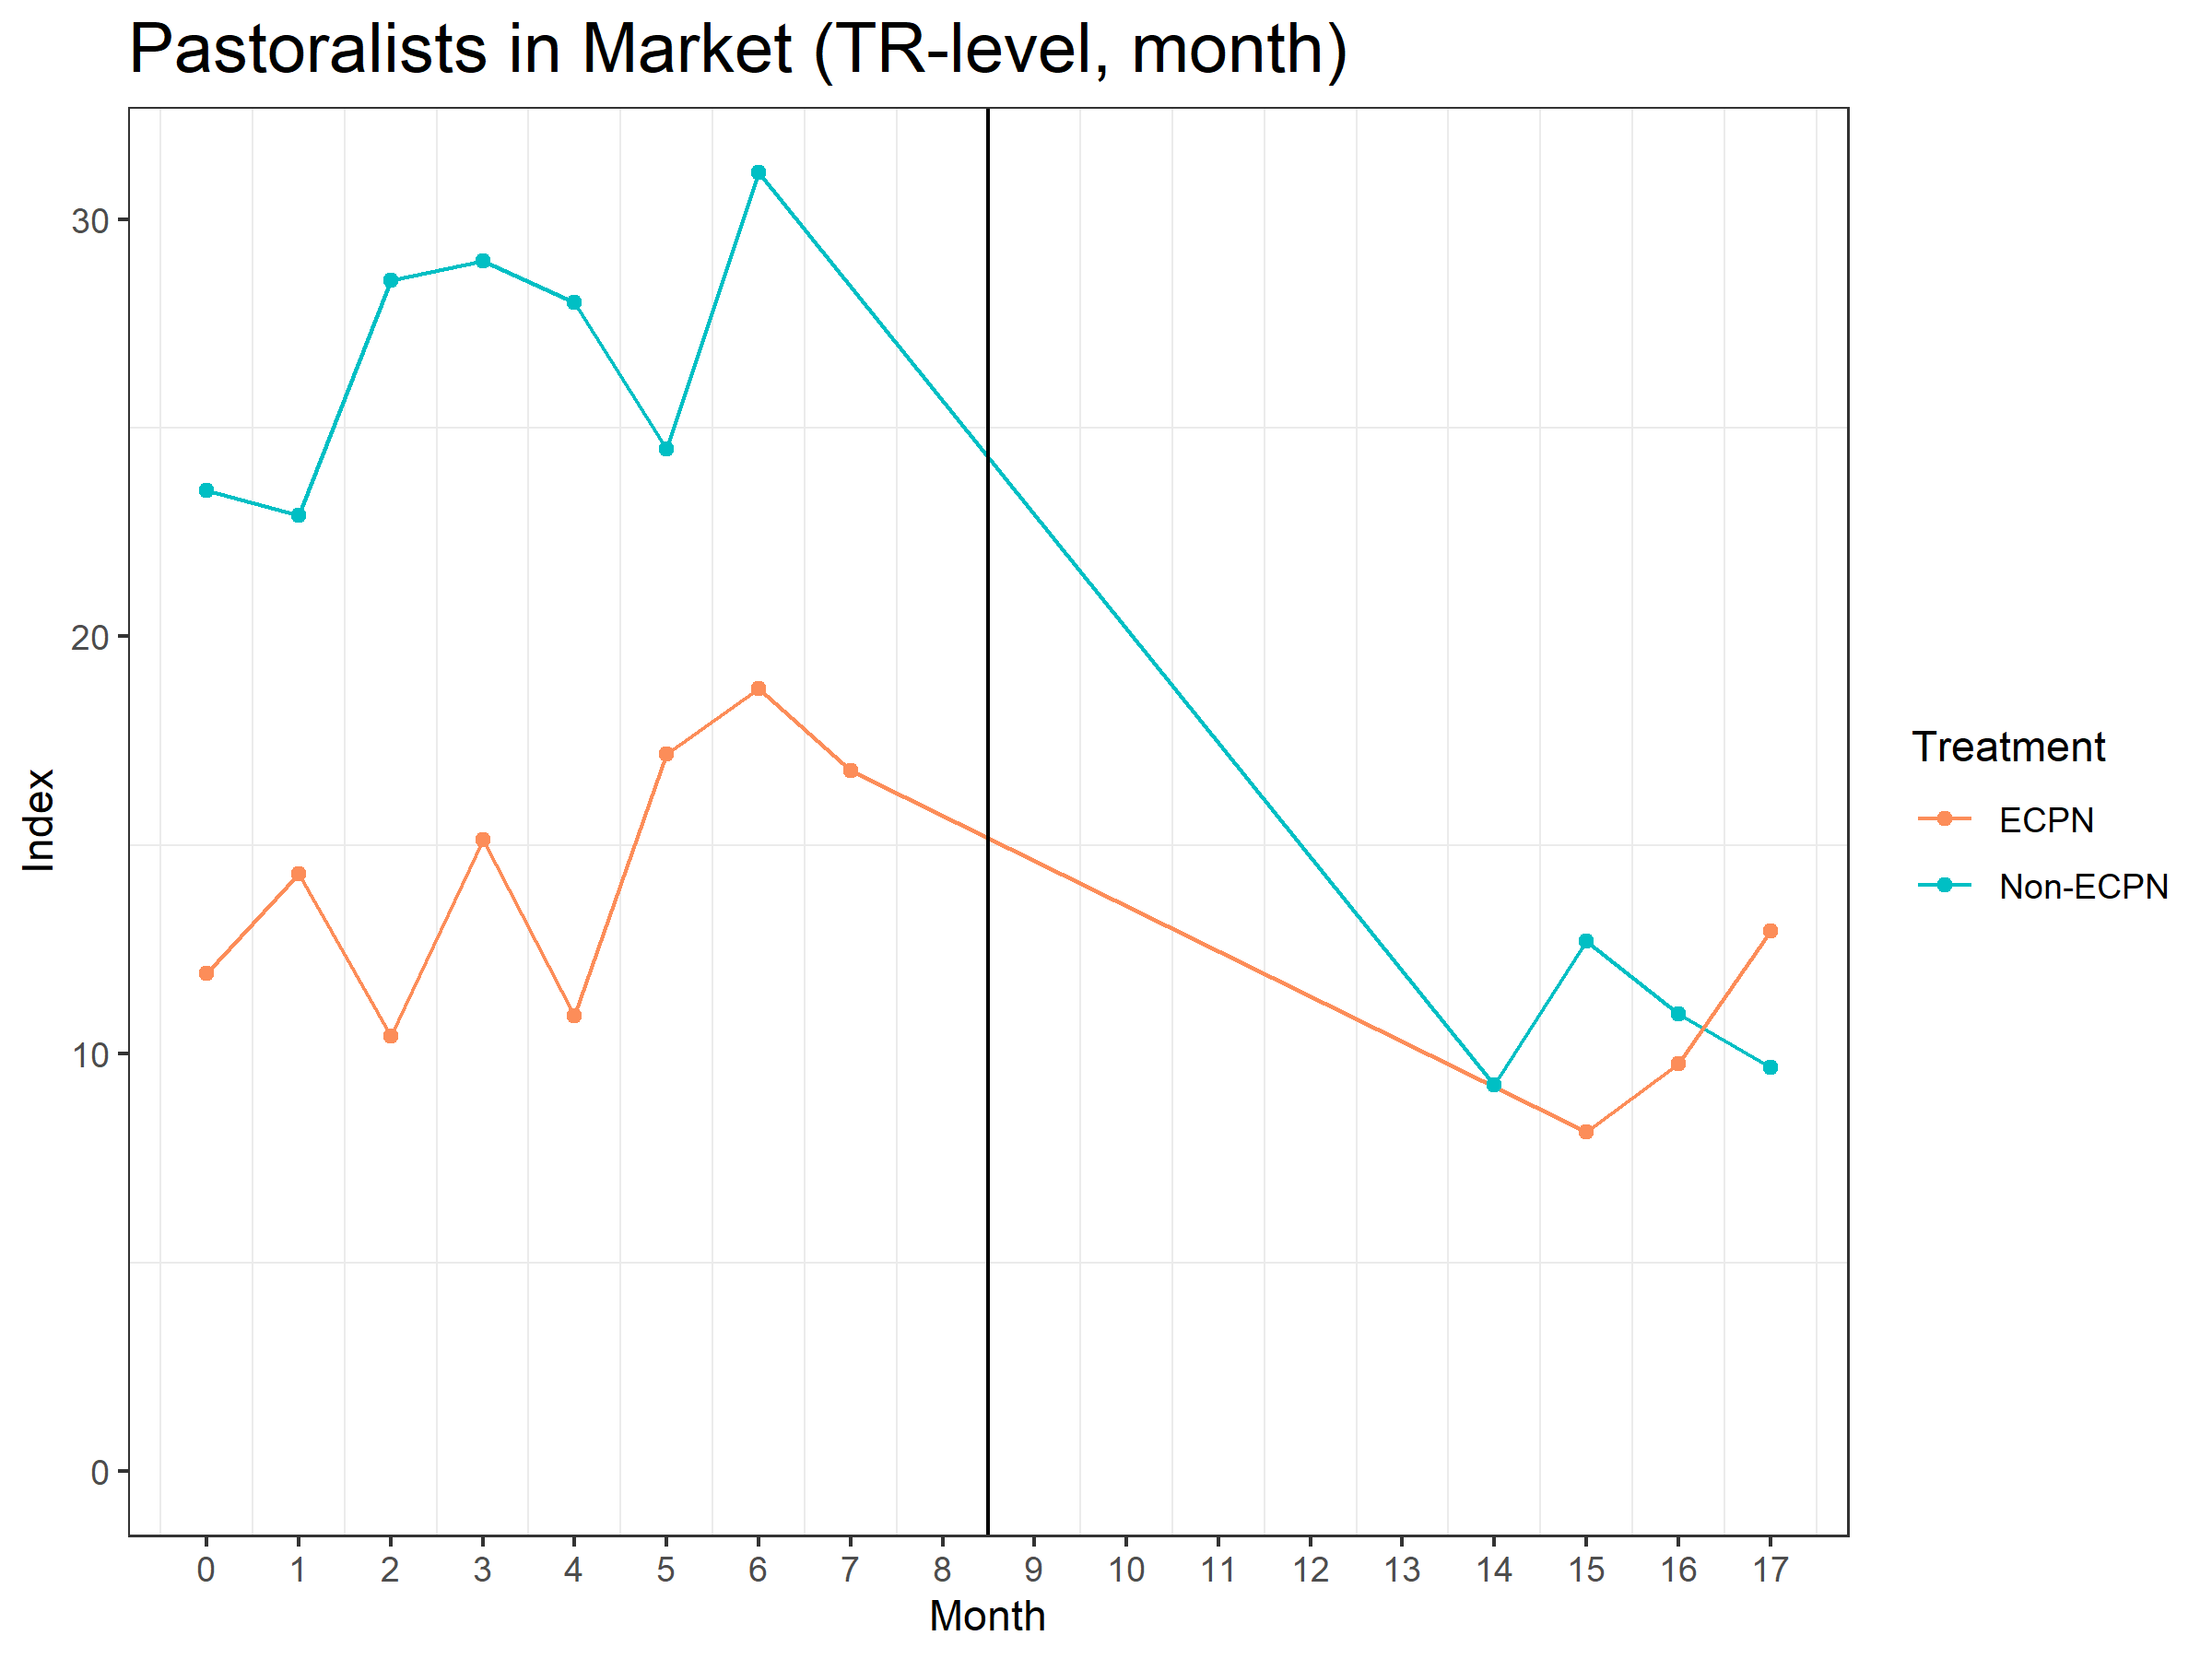 Pastoralists in Market (TR-level, month)
Index
30
20
10
0
0 1 2 3 4 5 6 7 8 9 10 11 12 13 14 15 16 17
Month
Treatment
ECPN
Non-ECPN